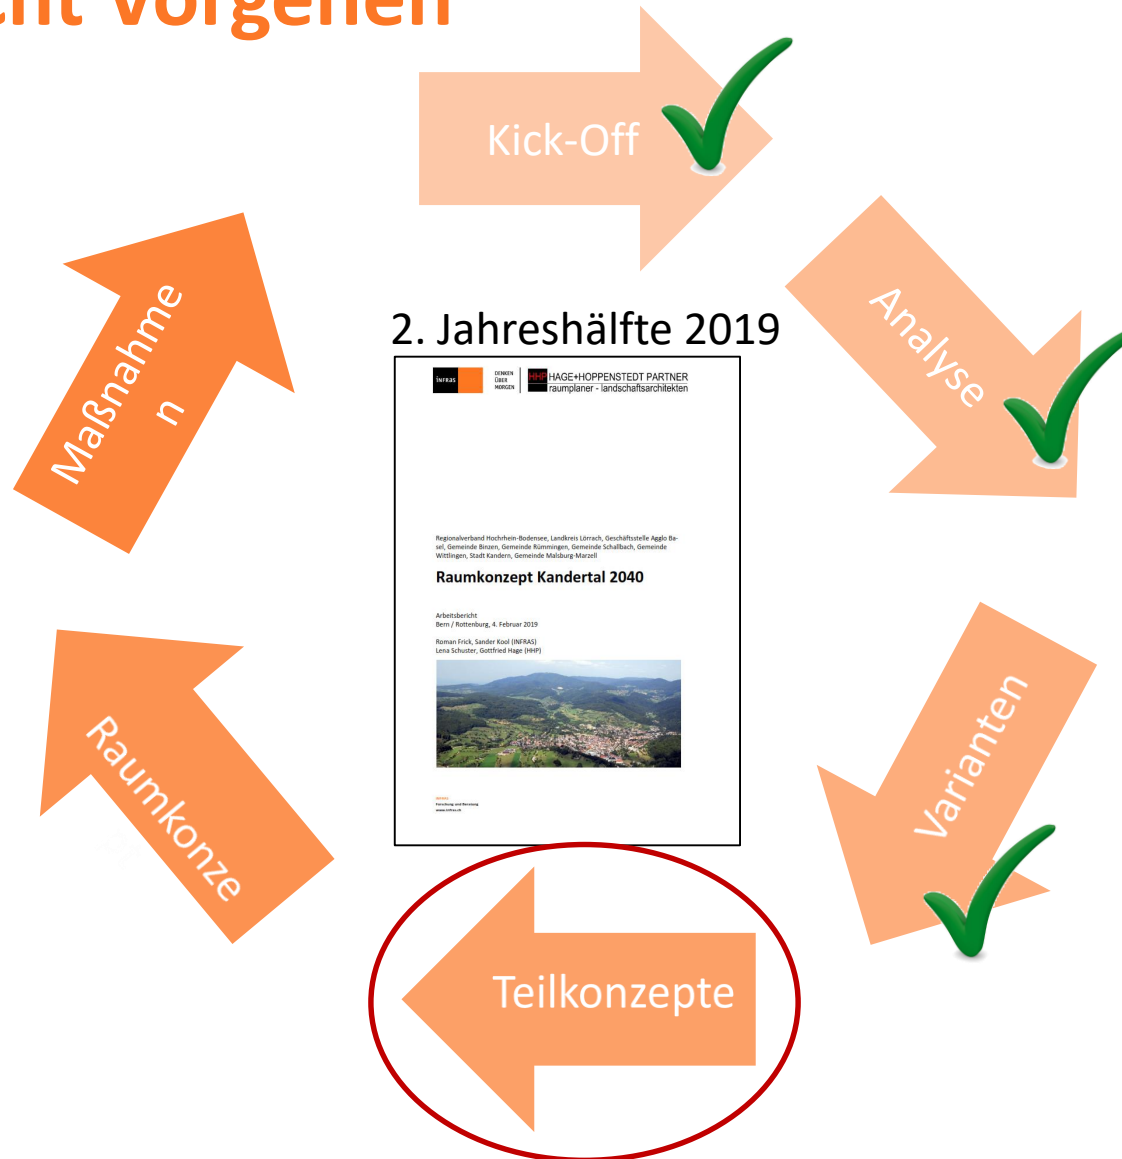 cht Vorgehen
Kick-Off
Analyse
Varianten
Teilkonzepte
Raumkonze
Maßnahme
n
2. Jahreshälfte 2019
infras
DENKEN
ÜBER
MORGEN
HHP HAGE+HOPPENSTEDT PARTNER
raumplaner - landschaftsarchitekten
Regionalverband Hochrhein-Bodensee, Landkreis Lörrach, Geschäftsstelle Agglo Ba-
sel, Gemeinde Binzen, Gemeinde Rümmingen, Gemeinde Schallbach, Gemeinde
Wittlingen, Stadt Kandern, Gemeinde Malsburg-Marzell
Raumkonzept Kandertal 2040
Arbeitsbericht
Bern / Rottenburg, 4. Februar 2019
Roman Frick, Sander Kool (INFRAS)
Lena Schuster, Gottfried Hage (HHP)
INFRAS
Forschung und Beratung
www.infras.ch